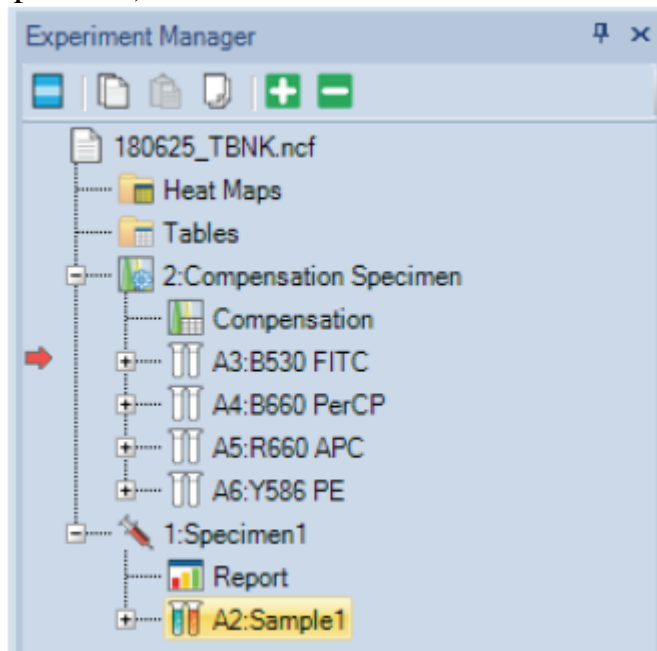 Experiment Manager
180625_TBNK.ncf
Heat Maps
Tables
2:Compensation Specimen
Compensation
A3:B530 FITC
A4:B660 PerCP
A5:R660 APC
A6:Y586 PE
1:Specimen1
Report
A2:Sample1